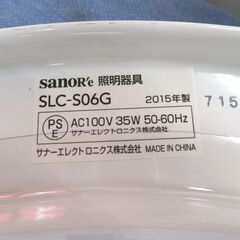 SANOR'e 照明器具
SLC-S06G 2015年製 715
PS E AC100V 35W 50-60Hz
サナーエレクトロニクス株式会社
サナーエレクトロニクス株式会社 MADE IN CHINA